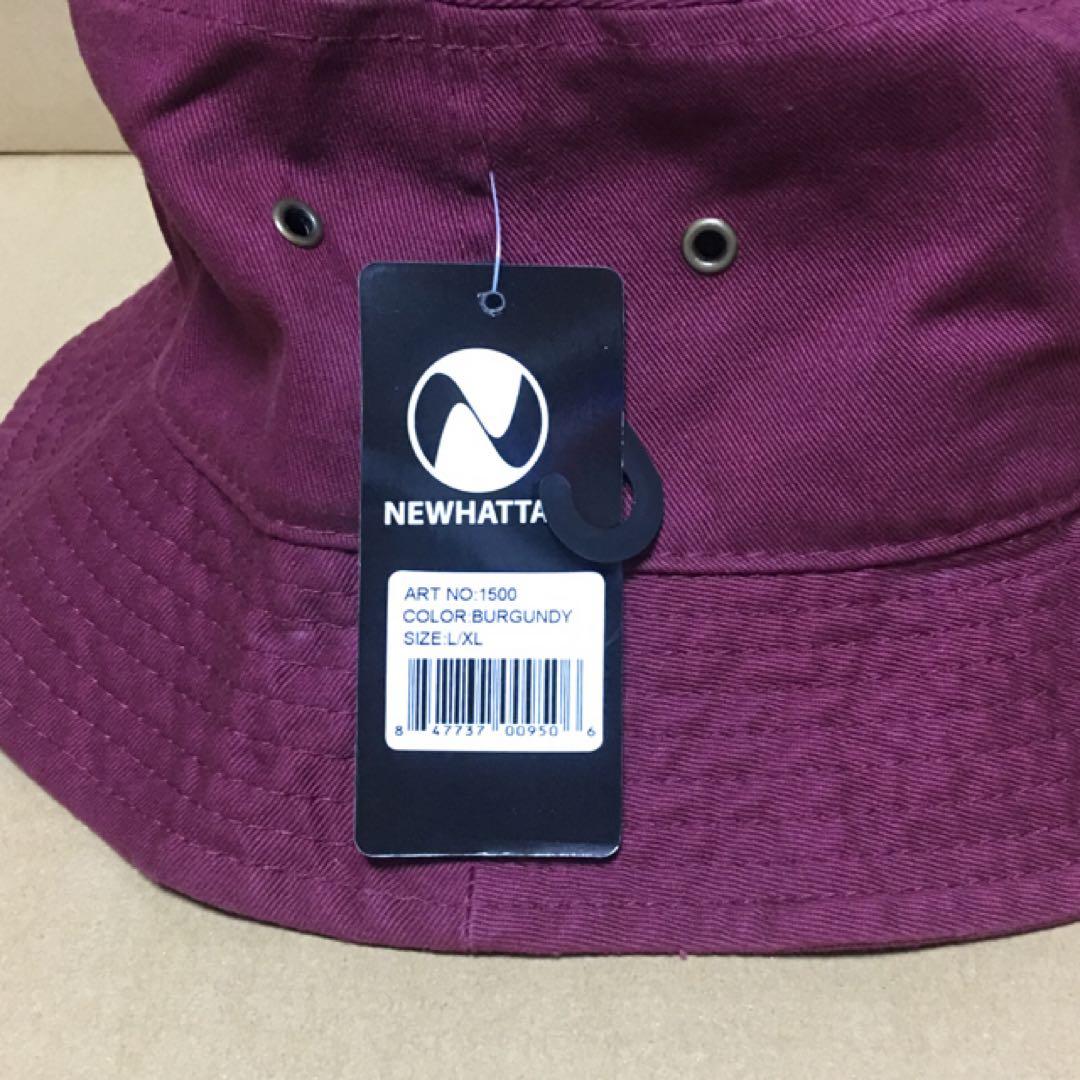 NEWHATTA
ART NO:1500
COLOR:BURGUNDY
SIZE:L/XL
8 47737 00950 6